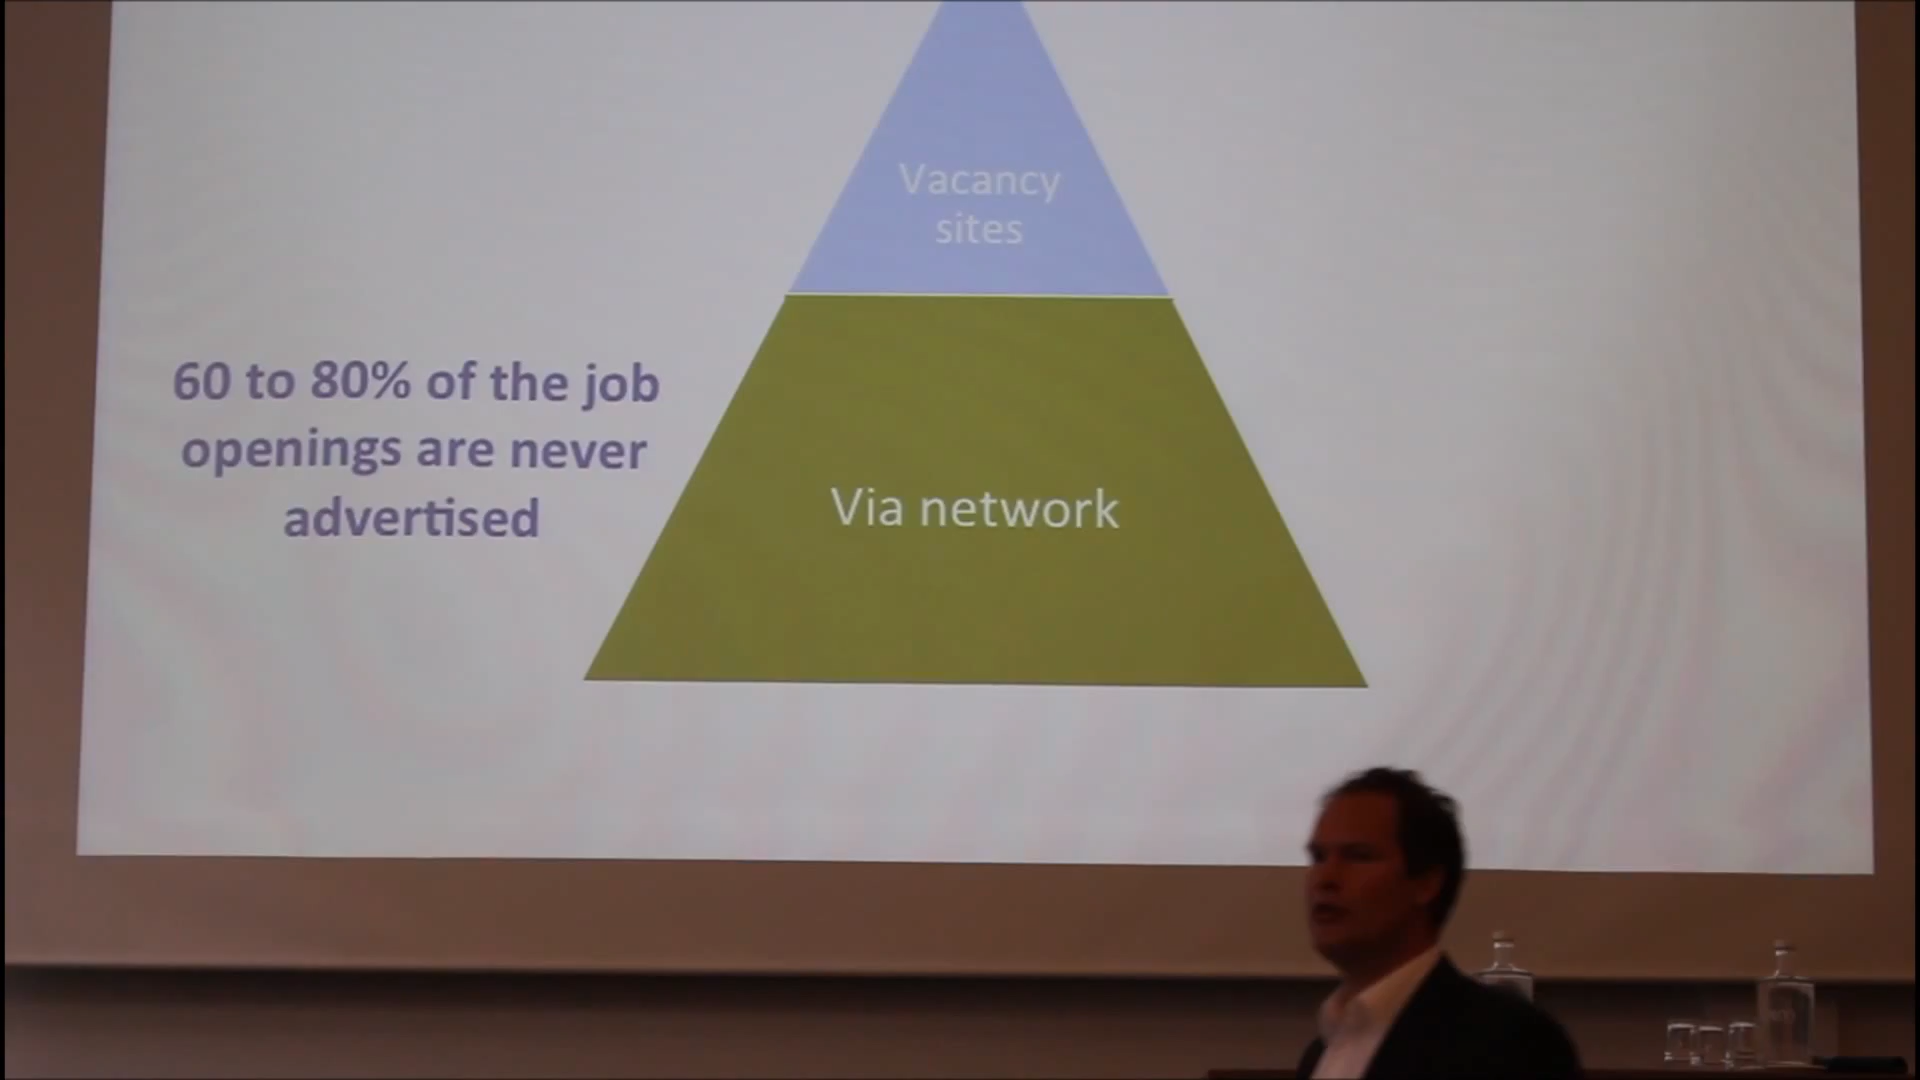 Vacancy
sites
60 to 80% of the job
openings are never
advertised
Via network